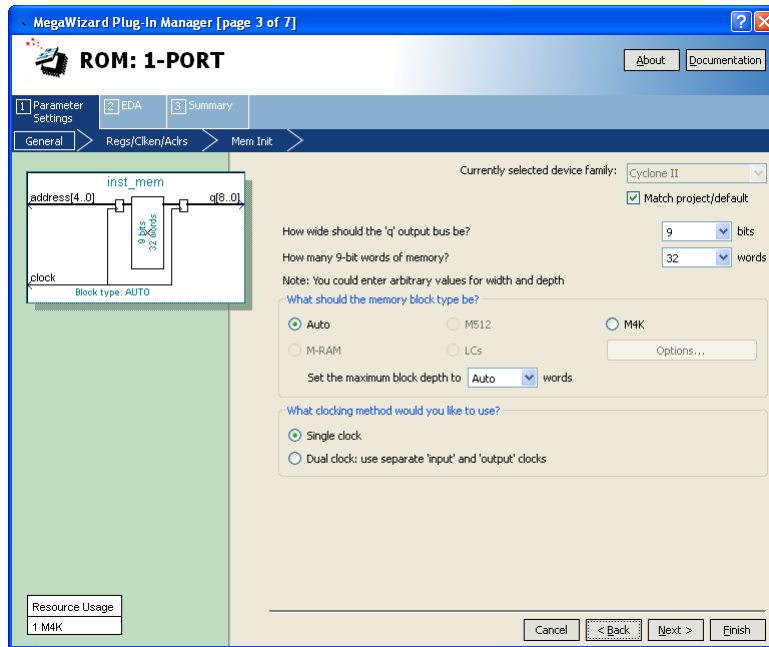 MegaWizard Plug-In Manager [page 3 of 7]
ROM: 1-PORT
About
Documentation
1 Parameter Settings
2 EDA
3 Summary
General
Regs/Clken/Aclrs
Mem Init
inst_mem
address[4..0]
q[8..0]
9 bits
32 words
clock
Block type: AUTO
Currently selected device family:
Cyclone II
Match project/default
How wide should the 'q' output bus be?
9
bits
How many 9-bit words of memory?
32
words
Note: You could enter arbitrary values for width and depth
What should the memory block type be?
Auto
M512
M4K
M-RAM
LCs
Options...
Set the maximum block depth to
Auto
words
What clocking method would you like to use?
Single clock
Dual clock: use separate 'input' and 'output' clocks
Resource Usage
1 M4K
Cancel
< Back
Next >
Finish